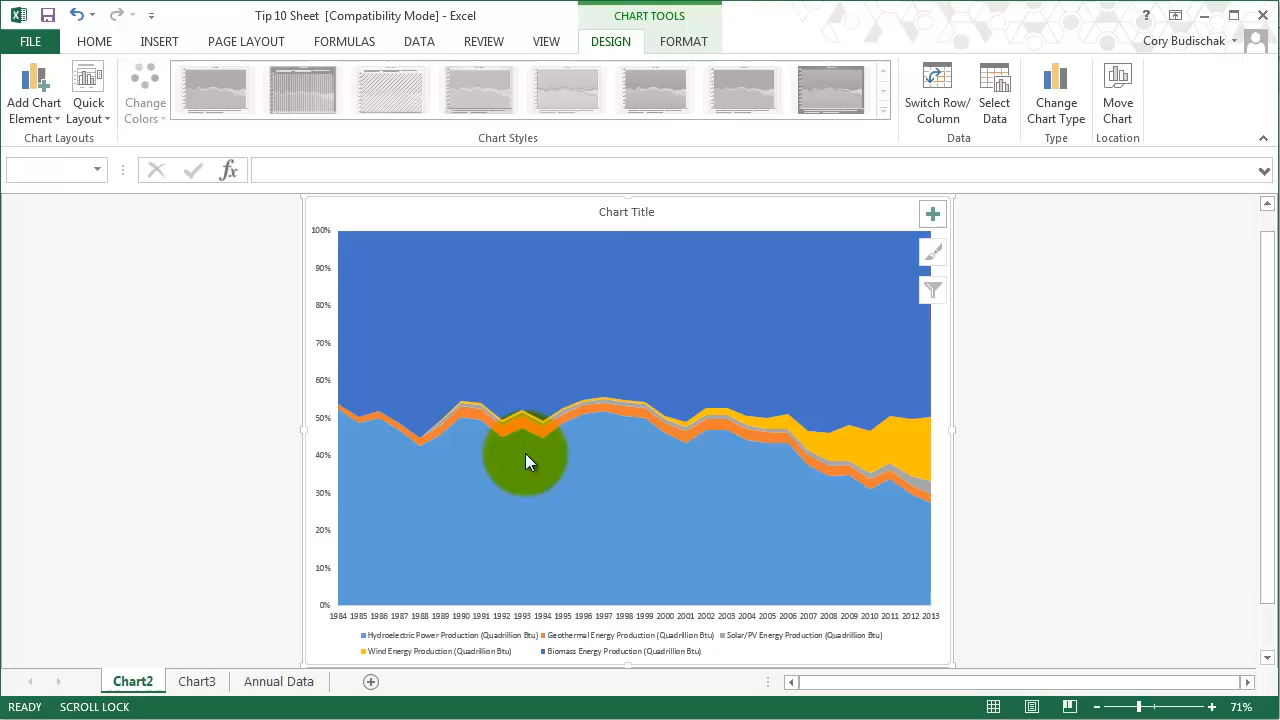 Tip 10 Sheet [Compatibility Mode] - Excel
CHART TOOLS
?
FILE
HOME
INSERT
PAGE LAYOUT
FORMULAS
DATA
REVIEW
VIEW
DESIGN
FORMAT
Cory Budischak
Add Chart
Element
Quick
Layout
Change
Colors
Switch Row/
Column
Select
Data
Change
Chart Type
Move
Chart
Chart Layouts
Chart Styles
Data
Type
Location
fx
Chart Title
100%
90%
80%
70%
60%
50%
40%
30%
20%
10%
0%
1984 1985 1986 1987 1988 1989 1990 1991 1992 1993 1994 1995 1996 1997 1998 1999 2000 2001 2002 2003 2004 2005 2006 2007 2008 2009 2010 2011 2012 2013
Hydroelectric Power Production (Quadrillion Btu) Geothermal Energy Production (Quadrillion Btu) Solar/PV Energy Production (Quadrillion Btu)
Wind Energy Production (Quadrillion Btu) Biomass Energy Production (Quadrillion Btu)
Chart2
Chart3
Annual Data
READY
SCROLL LOCK
71%